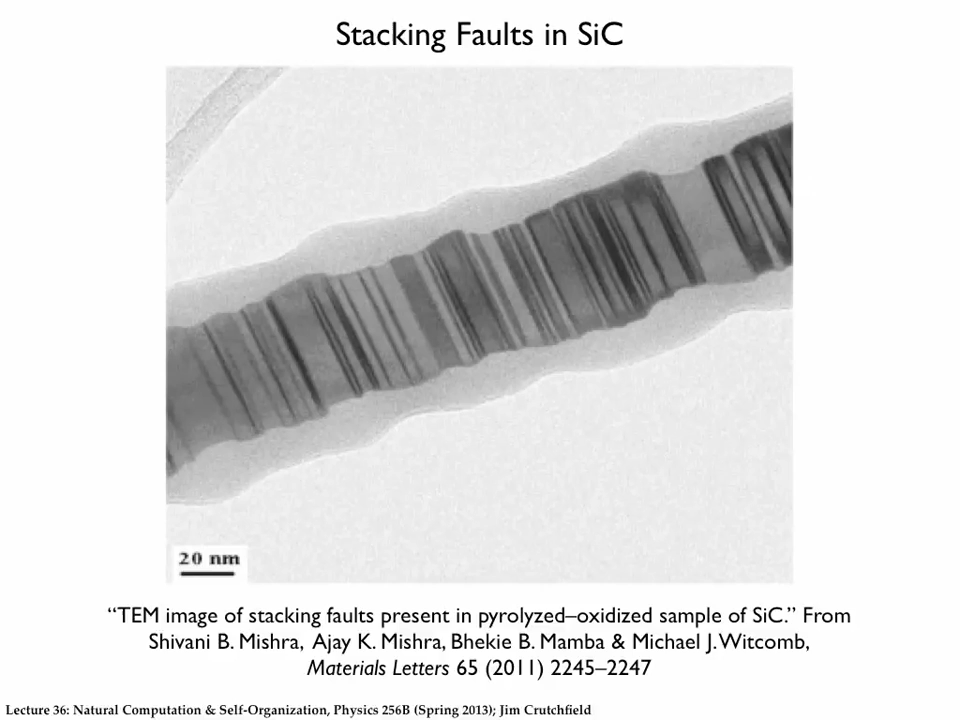 Stacking Faults in SiC
20 nm
“TEM image of stacking faults present in pyrolyzed–oxidized sample of SiC.” From
Shivani B. Mishra, Ajay K. Mishra, Bhekie B. Mamba & Michael J. Witcomb,
Materials Letters 65 (2011) 2245–2247
Lecture 36: Natural Computation & Self-Organization, Physics 256B (Spring 2013); Jim Crutchfield